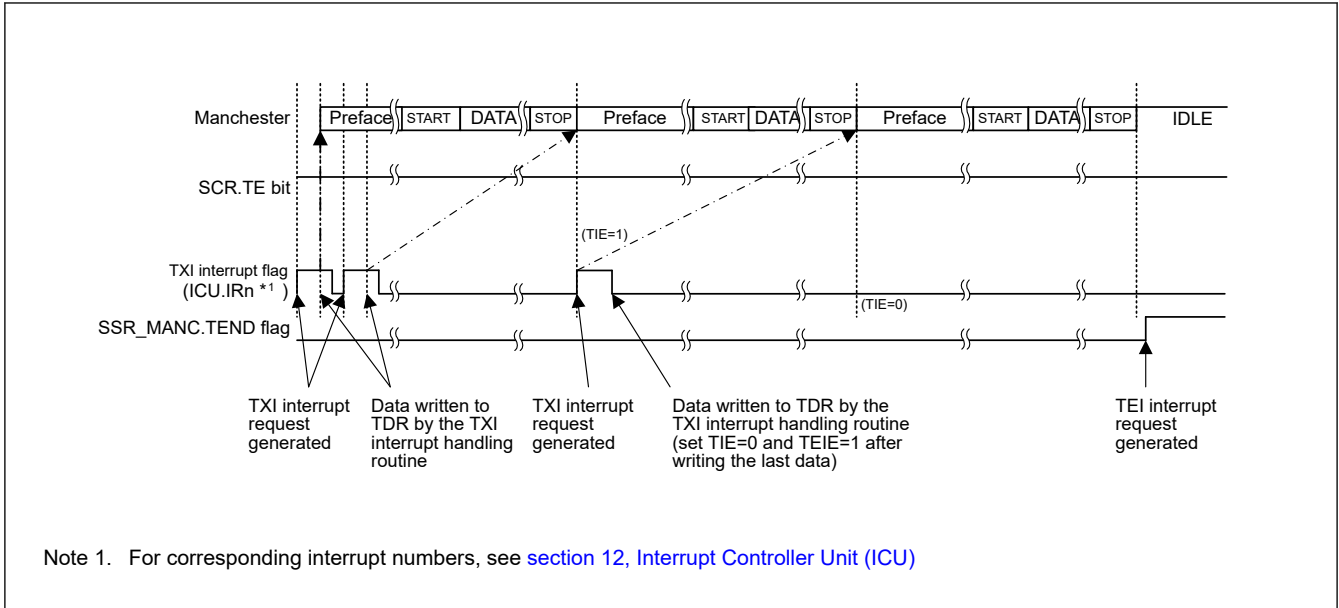 Manchester
Preface START DATA STOP Preface START DATA STOP Preface START DATA STOP IDLE
SCR.TE bit
(TIE=1)
TXI interrupt flag
(ICU.IRn *1 )
(TIE=0)
SSR_MANC.TEND flag
TXI interrupt
request
generated
Data written to
TDR by the TXI
interrupt handling
routine
TXI interrupt
request
generated
Data written to TDR by the
TXI interrupt handling routine
(set TIE=0 and TEIE=1 after
writing the last data)
TEI interrupt
request
generated
Note 1. For corresponding interrupt numbers, see section 12, Interrupt Controller Unit (ICU)